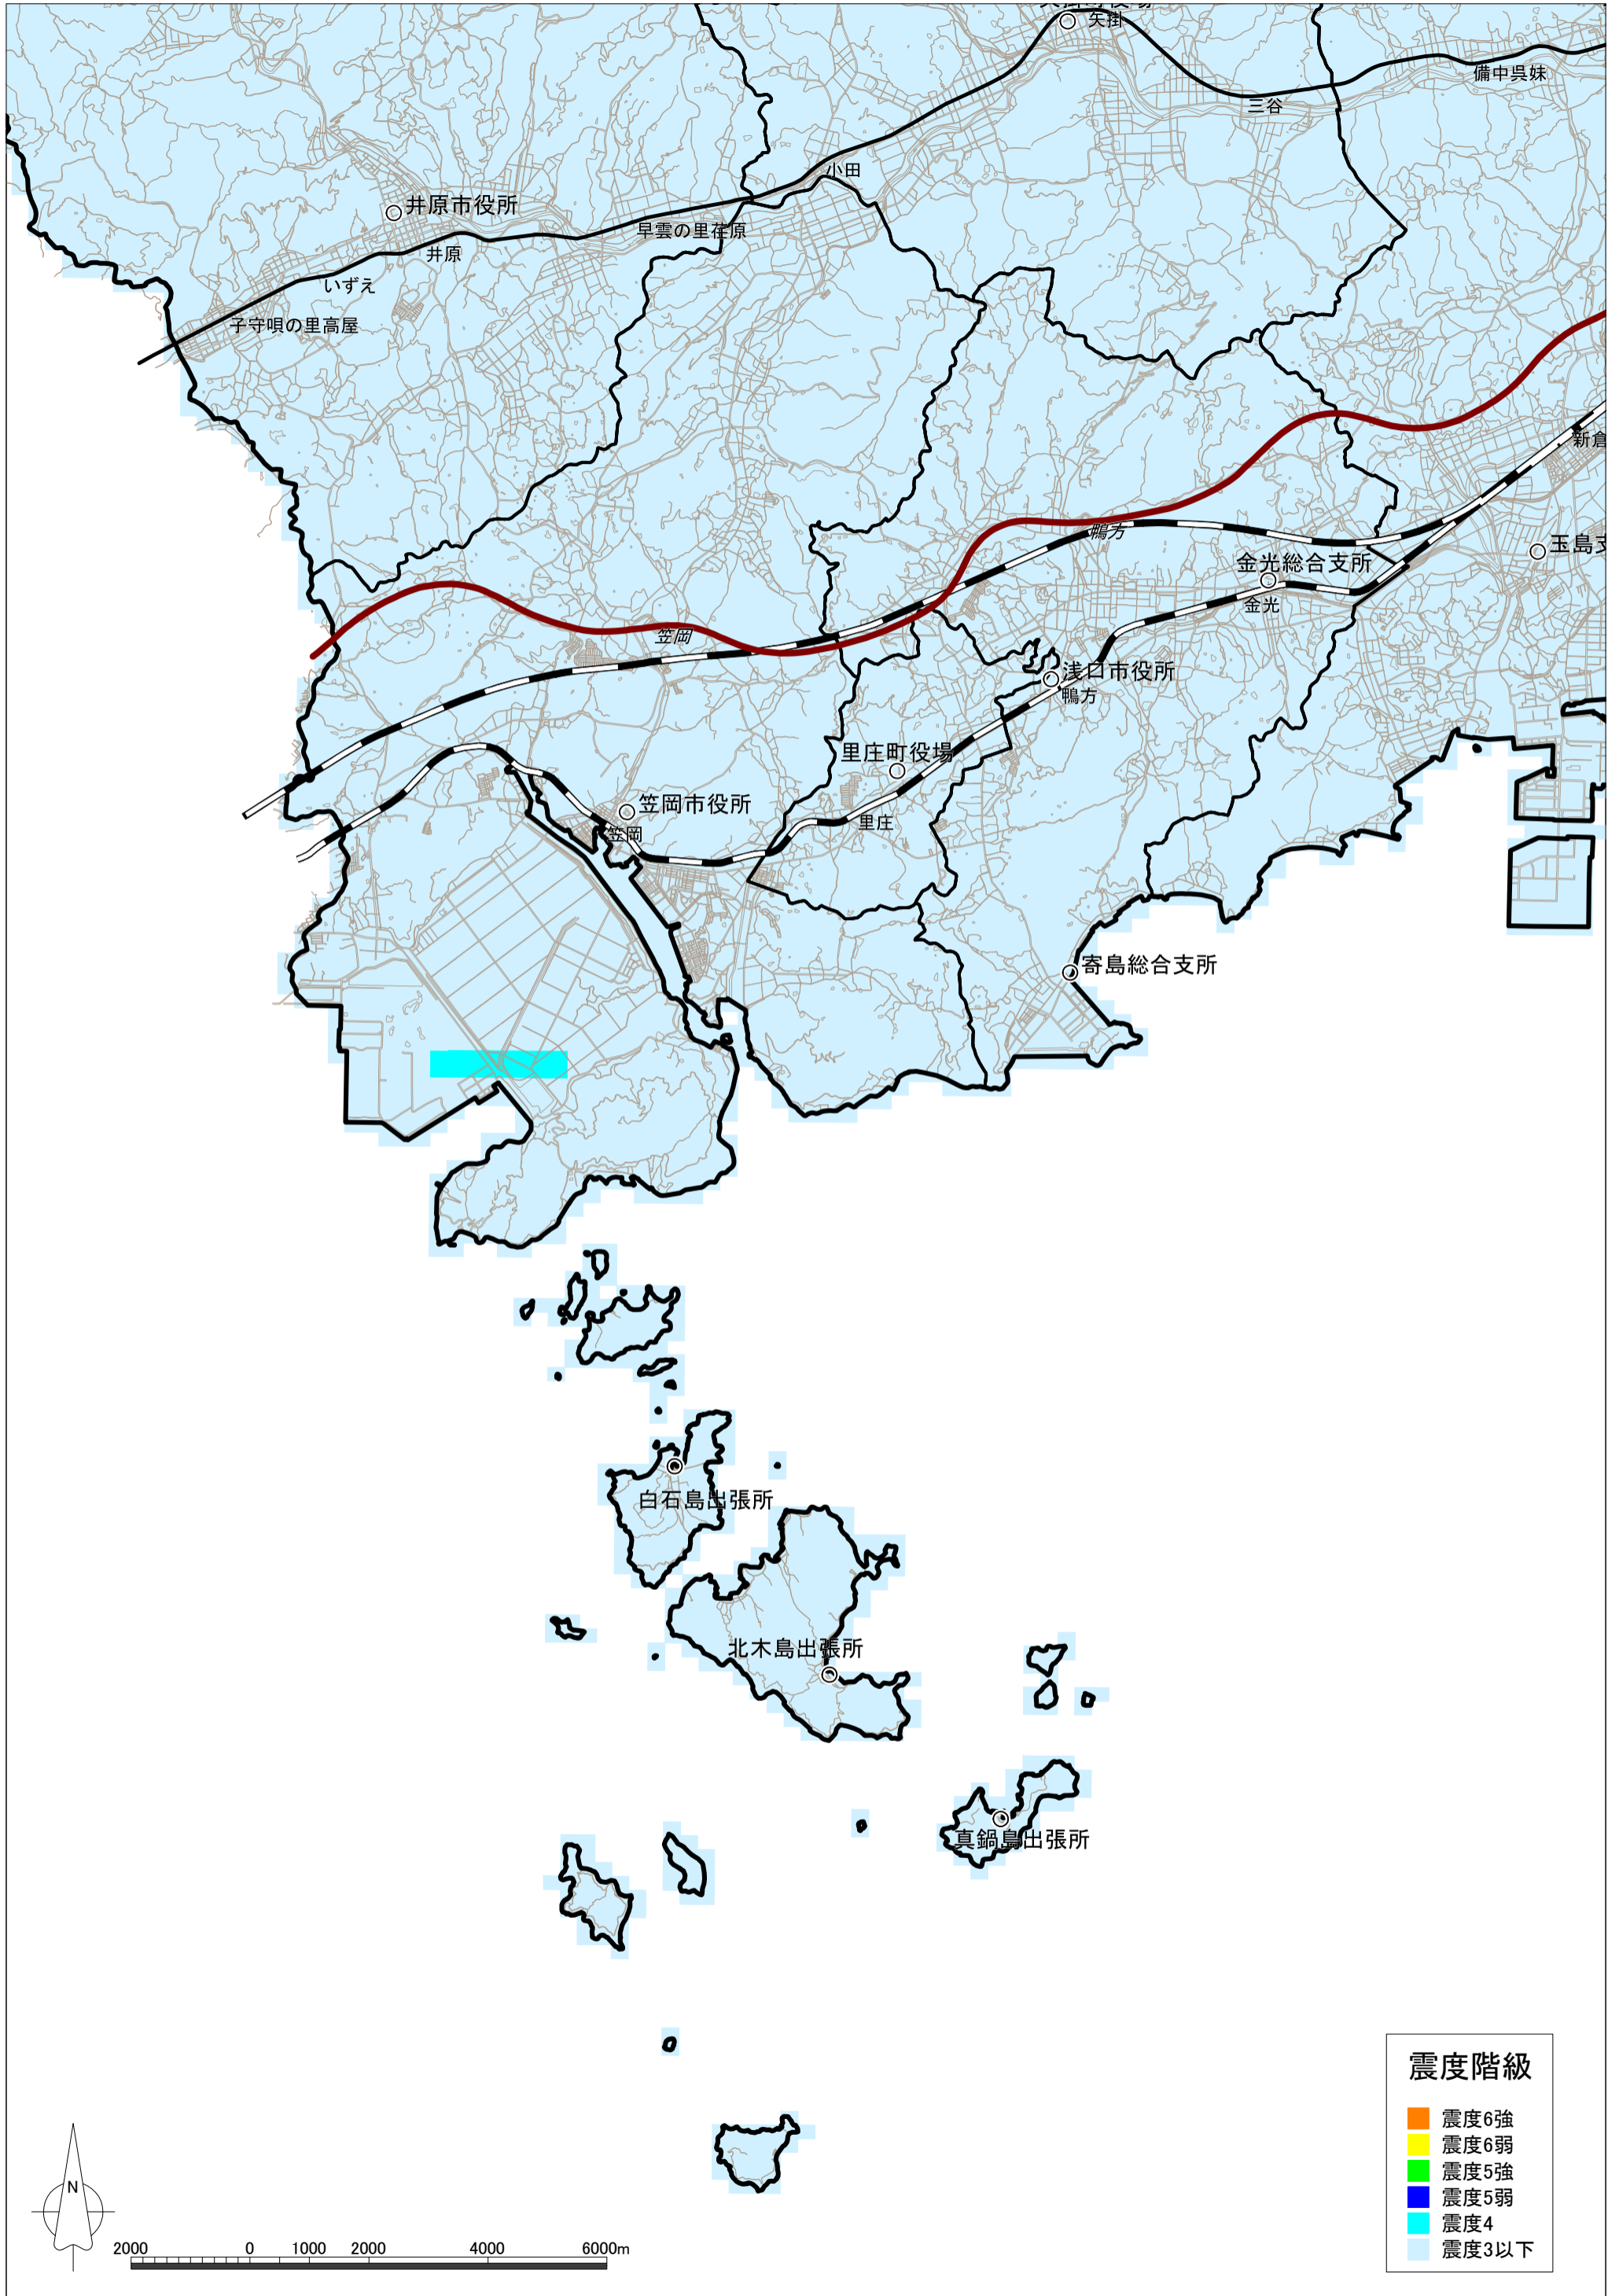 矢掛
備中呉妹
三谷
小田
井原市役所
早雲の里荏原
井原
いずえ
子守唄の里高屋
鴨方
金光総合支所
金光
笠岡
浅口市役所
鴨方
里庄町役場
笠岡市役所
里庄
笠岡
寄島総合支所
白石島出張所
北木島出張所
真鍋島出張所
震度階級
震度6強
震度6弱
震度5強
震度5弱
震度4
震度3以下
N
2000 0 1000 2000 4000 6000m